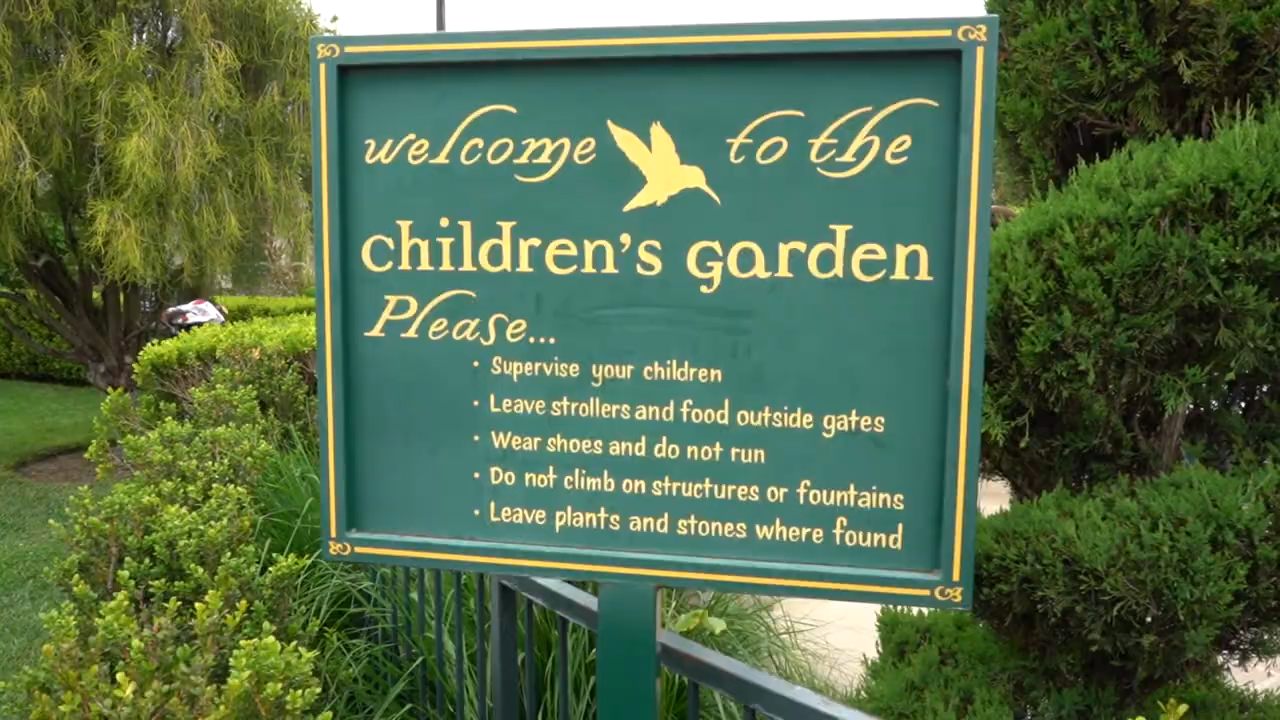 welcome to the
children's garden
Please...
• Supervise your children
• Leave strollers and food outside gates
• Wear shoes and do not run
• Do not climb on structures or fountains
• Leave plants and stones where found